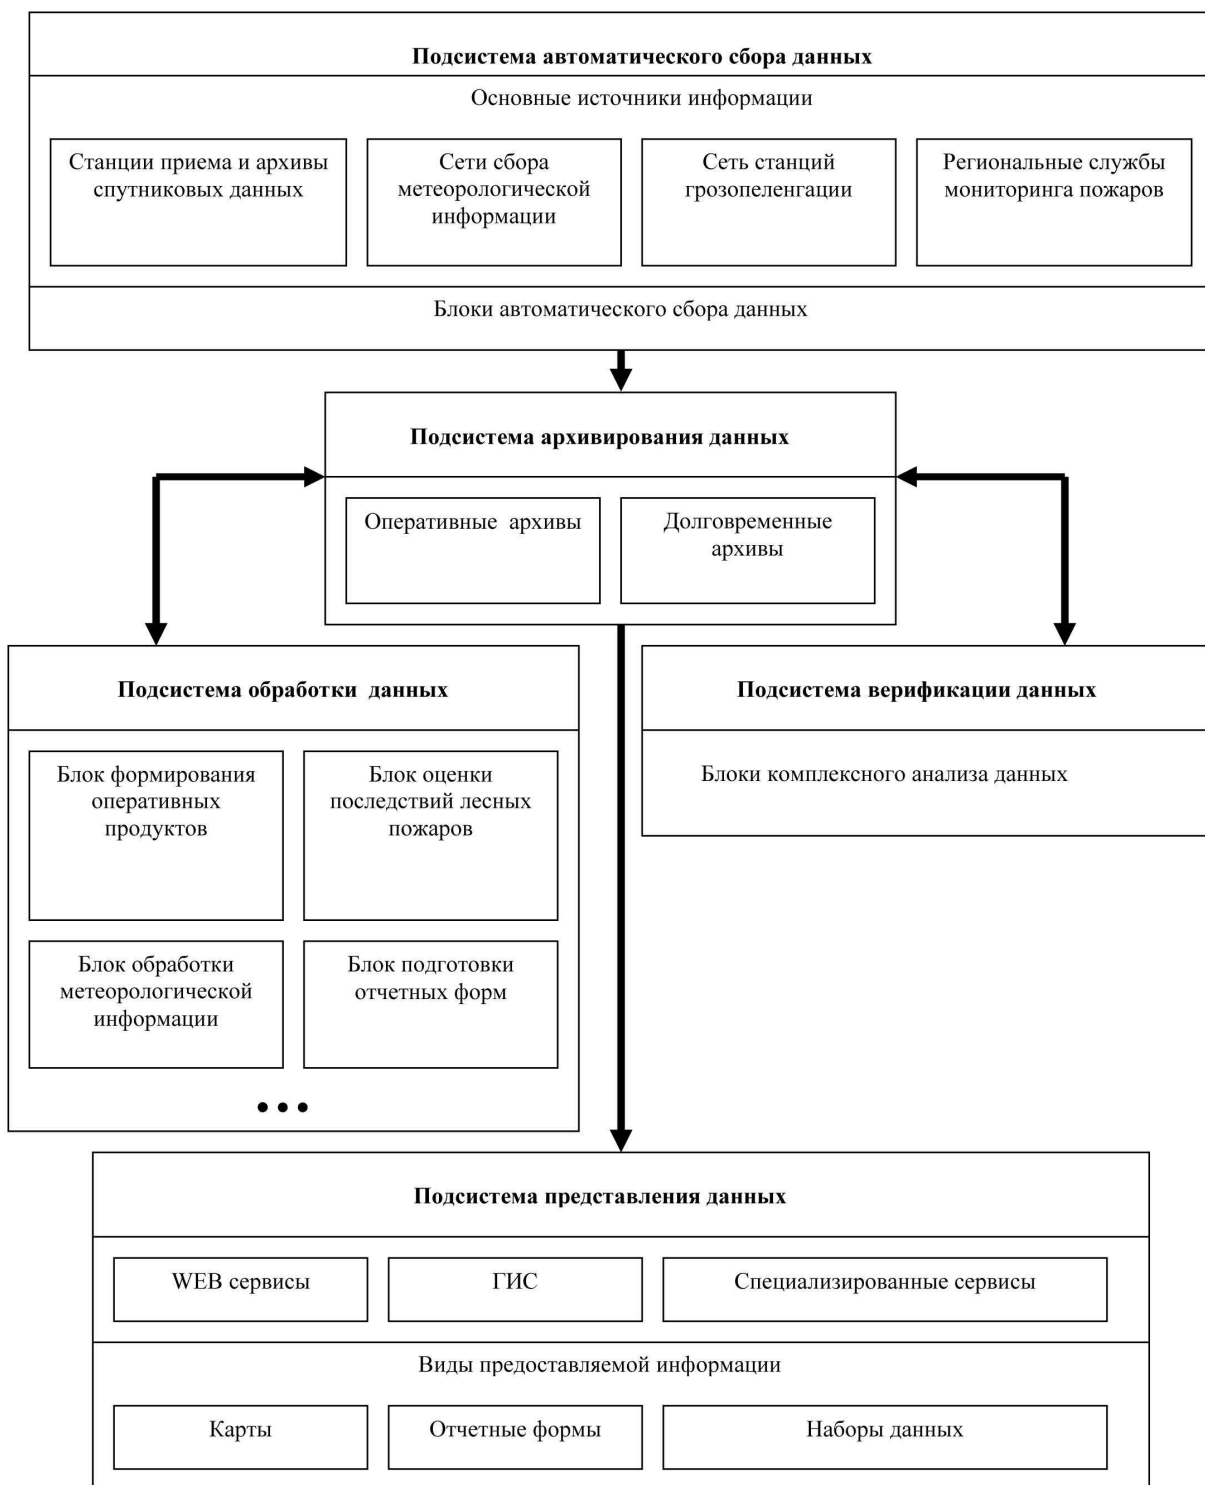 Подсистема автоматического сбора данных
Основные источники информации
Станции приема и архивы
спутниковых данных
Сети сбора
метеорологической
информации
Сеть станций
грозопеленгации
Региональные службы
мониторинга пожаров
Блоки автоматического сбора данных
Подсистема архивирования данных
Оперативные архивы
Долговременные
архивы
Подсистема обработки данных
Блок формирования
оперативных
продуктов
Блок оценки
последствий лесных
пожаров
Блок обработки
метеорологической
информации
Блок подготовки
отчетных форм
•••
Подсистема верификации данных
Блоки комплексного анализа данных
Подсистема представления данных
WEB сервисы
ГИС
Специализированные сервисы
Виды предоставляемой информации
Карты
Отчетные формы
Наборы данных